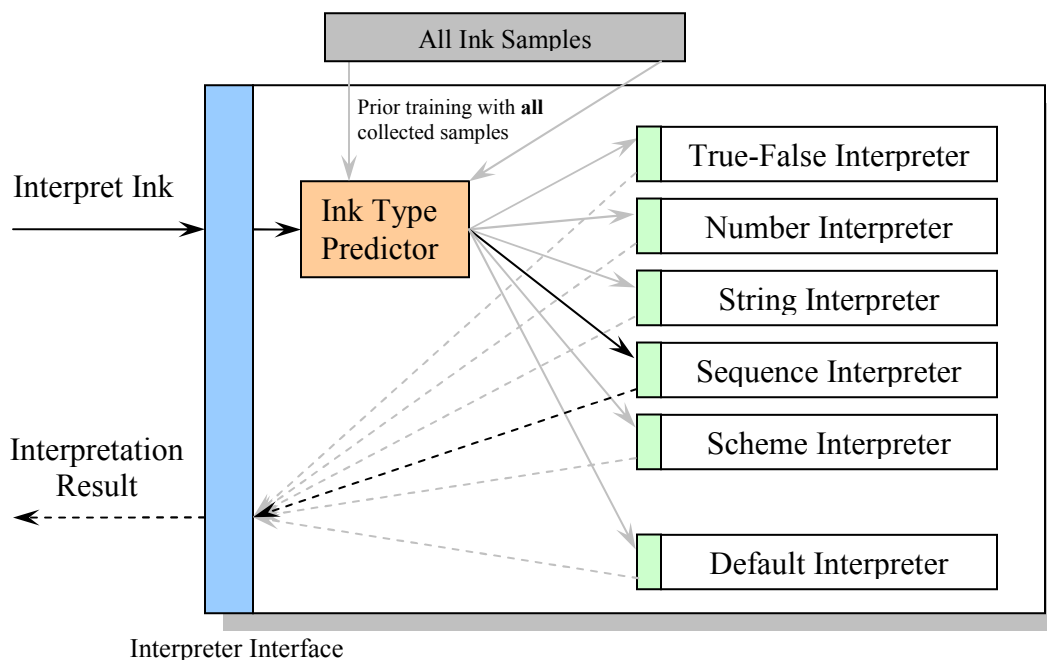 All Ink Samples
Prior training with all
collected samples
True-False Interpreter
Interpret Ink
Ink Type
Predictor
Number Interpreter
String Interpreter
Sequence Interpreter
Interpretation
Result
Scheme Interpreter
Default Interpreter
Interpreter Interface